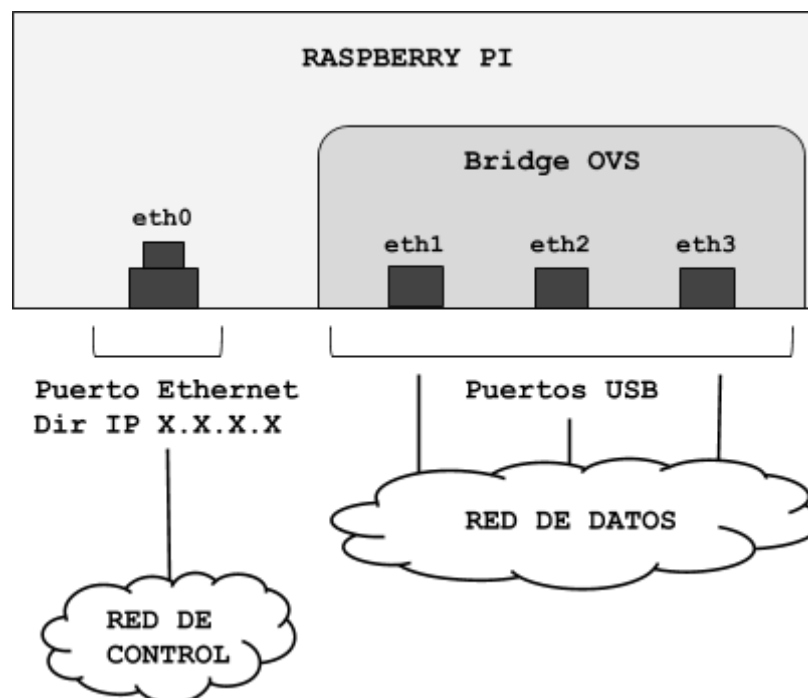 RASPBERRY PI
Bridge OVS
eth0
eth1
eth2
eth3
Puerto Ethernet
Dir IP X.X.X.X
Puertos USB
RED DE DATOS
RED DE
CONTROL